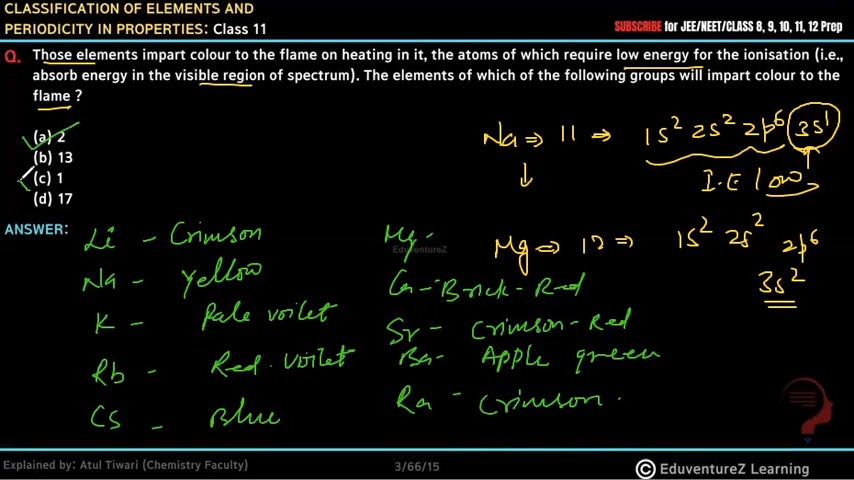 CLASSIFICATION OF ELEMENTS AND
PERIODICITY IN PROPERTIES: Class 11
SUBSCRIBE for JEE/NEET/CLASS 8, 9, 10, 11, 12 Prep
Q. Those elements impart colour to the flame on heating in it, the atoms of which require low energy for the ionisation (i.e.,
absorb energy in the visible region of spectrum). The elements of which of the following groups will impart colour to the
flame ?
(a) 2
(b) 13
(c) 1
(d) 17
Na ⇒ 11 ⇒ 1s² 2s² 2p⁶ 3s¹
↓
I.E low
Mg ⇒ 12 ⇒ 1s² 2s² 2p⁶
3s²
ANSWER:
Li - Crimson
Na - Yellow
K - Pale voilet
Rb - Red. Voilet
Cs - Blue
Mg -
EduventureZ
Ca - Brick - Red
Sr - Crimson - Red
Ba - Apple green
Ra - Crimson.
Explained by: Atul Tiwari (Chemistry Faculty)
3/66/15
© EduventureZ Learning